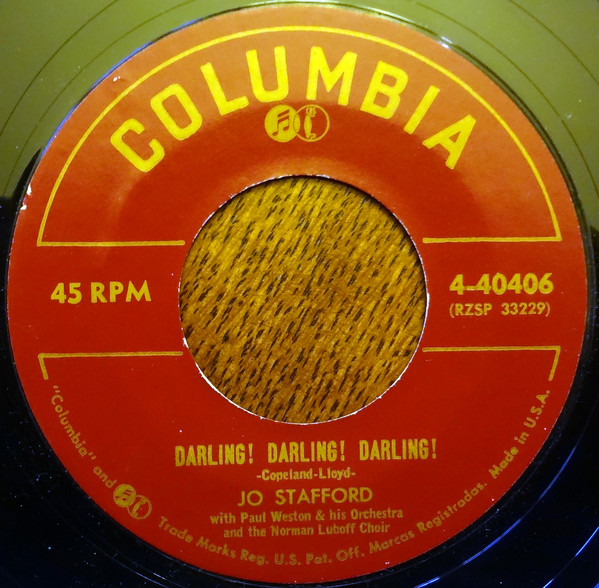 COLUMBIA
45 RPM
4-40406
(RZSP 33229)
DARLING! DARLING! DARLING!
-Copeland-Lloyd-
JO STAFFORD
with Paul Weston & his Orchestra
and the Norman Luboff Choir
"Columbia" and Trade Marks Reg. U.S. Pat. Off. Marcas Registradas. Made in U.S.A.